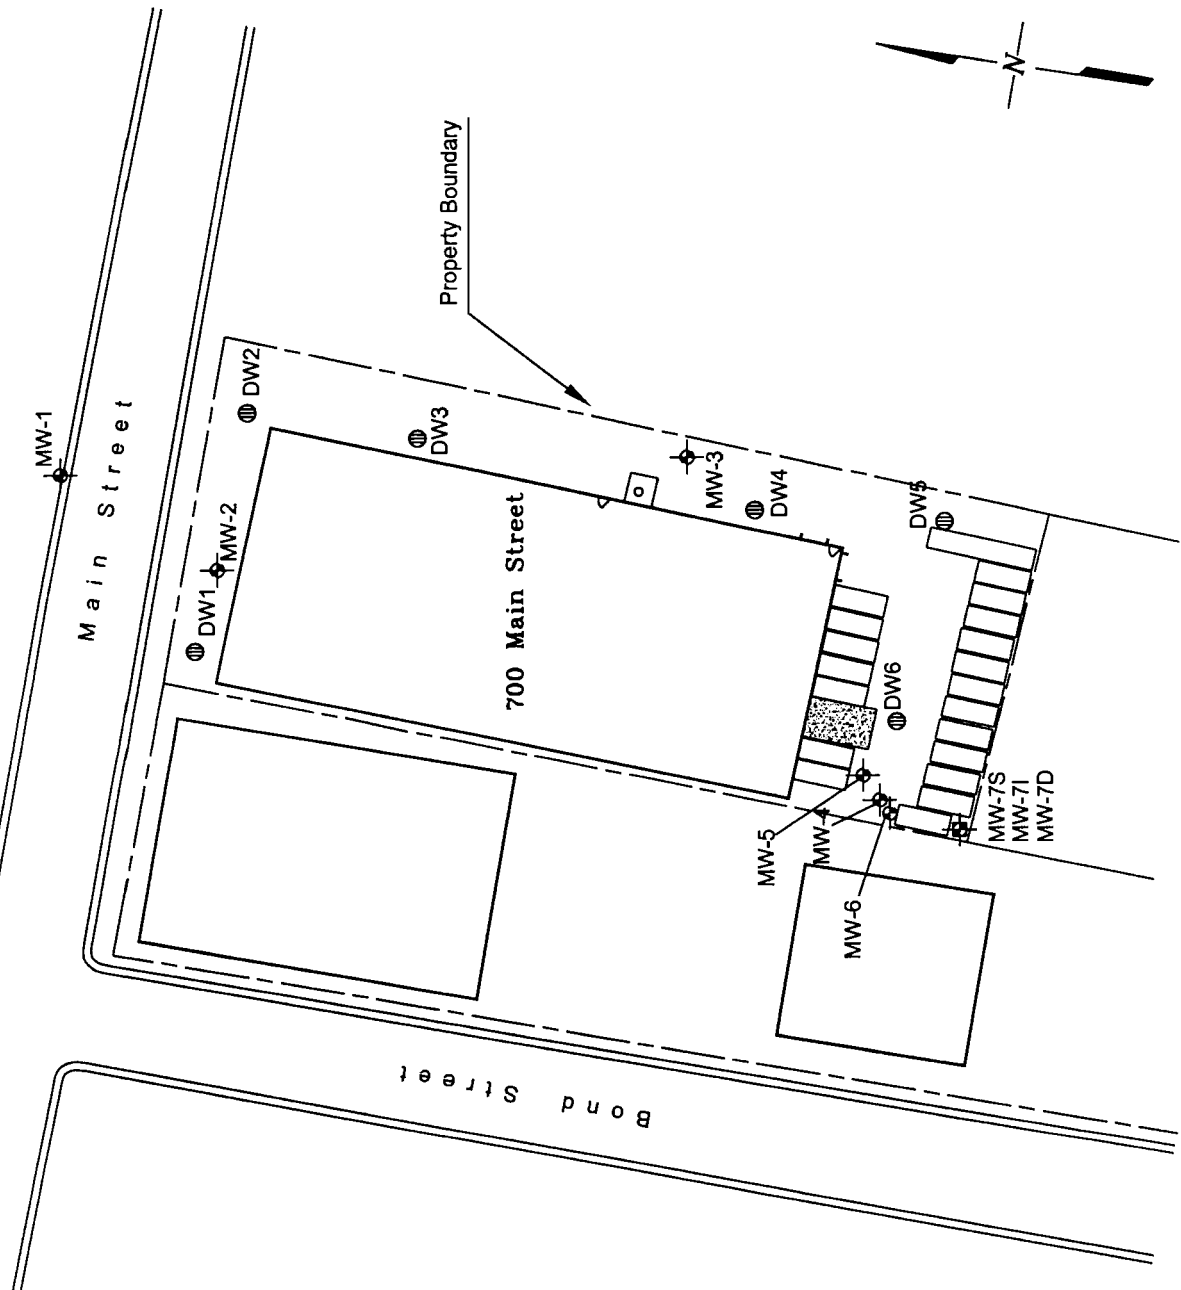 N
Property Boundary
MW-1
Main Street
DW2
DW3
MW-2
DW1
MW-3
DW4
700 Main Street
DW5
DW6
MW-5
MW-4
MW-6
MW-7S
MW-7I
MW-7D
Bond Street